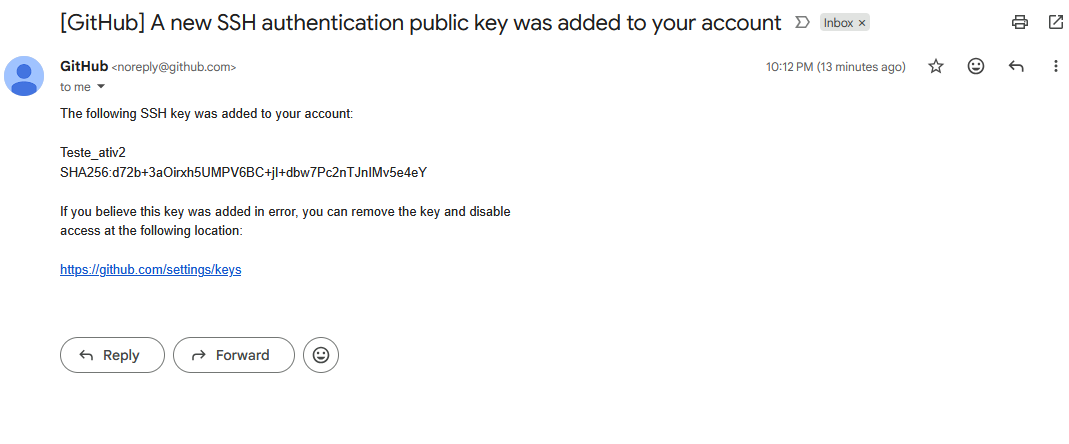 [GitHub] A new SSH authentication public key was added to your account
Inbox ×
GitHub <noreply@github.com>
10:12 PM (13 minutes ago)
to me
The following SSH key was added to your account:
Teste_ativ2
SHA256:d72b+3aOirxh5UMPV6BC+jI+dbw7Pc2nTJnIMv5e4eY
If you believe this key was added in error, you can remove the key and disable
access at the following location:
https://github.com/settings/keys
Reply
Forward